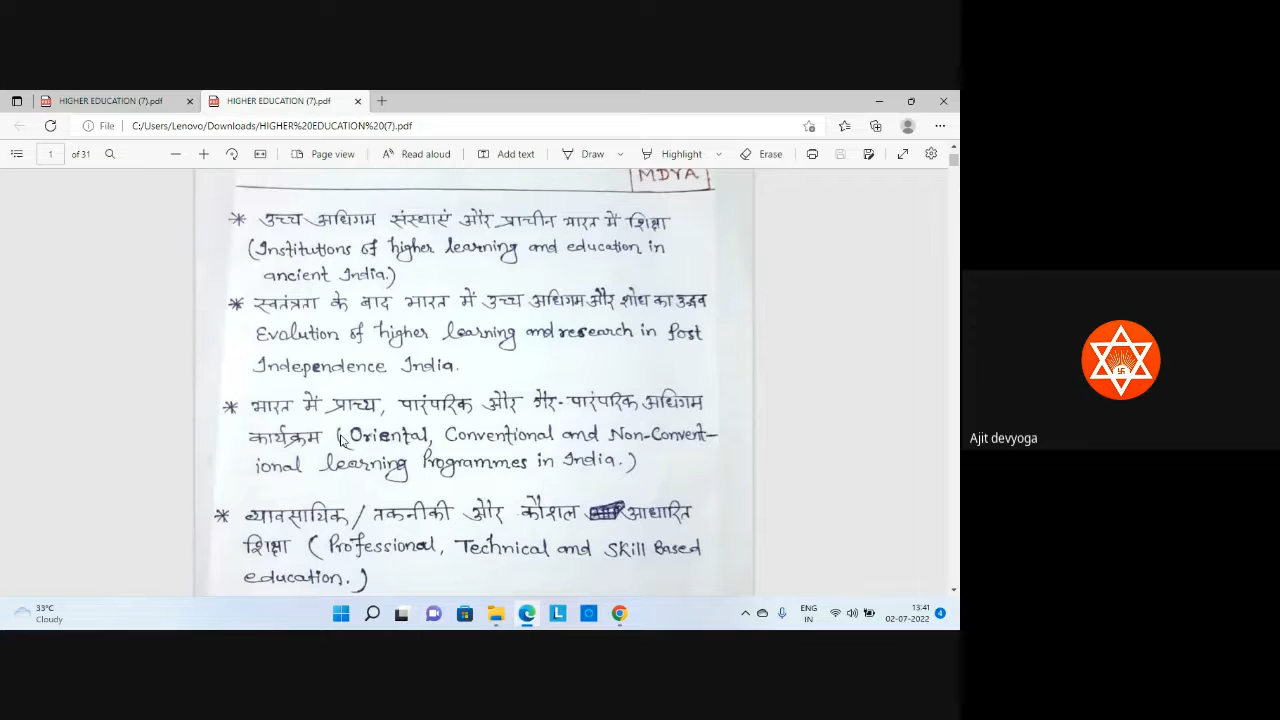 HIGHER EDUCATION (7).pdf
HIGHER EDUCATION (7).pdf
File
C:/Users/Lenovo/Downloads/HIGHER%20EDUCATION%20(7).pdf
1 of 31
Page view
Read aloud
Add text
Draw
Highlight
Erase
MDYA
* उच्च अधिगम संस्थाएं और प्राचीन भारत में शिक्षा
(Institutions of higher learning and education in
ancient India.)
* स्वतंत्रता के बाद भारत में उच्च अधिगम और शोध का उद्भव
Evolution of higher learning and research in Post
Independence India.
* भारत में प्राच्य, पारंपरिक और गैर-पारंपरिक अधिगम
कार्यक्रम (Oriental, Conventional and Non-Convent-
ional learning Programmes in India.)
* व्यावसायिक / तकनीकी और कौशल आधारित
शिक्षा ( Professional, Technical and Skill Based
education.)
Ajit devyoga
33°C
Cloudy
ENG
IN
13:41
02-07-2022
4